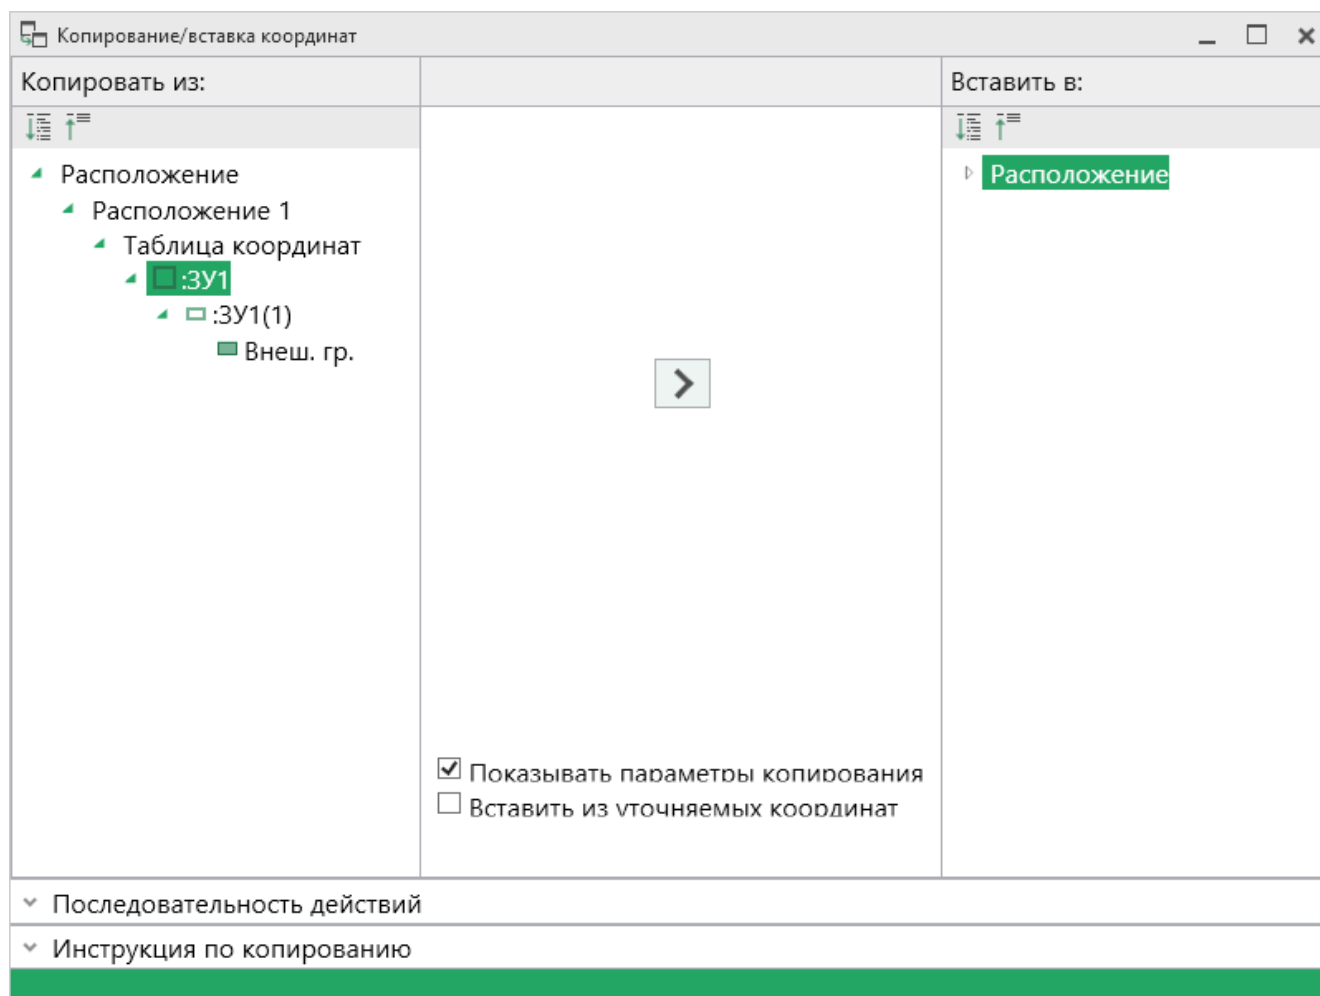 Копирование/вставка координат
Копировать из:
Вставить в:
Расположение
Расположение 1
Таблица координат
:ЗУ1
:ЗУ1(1)
Внеш. гр.
Расположение
Показывать параметры копирования
Вставить из уточняемых координат
Последовательность действий
Инструкция по копированию